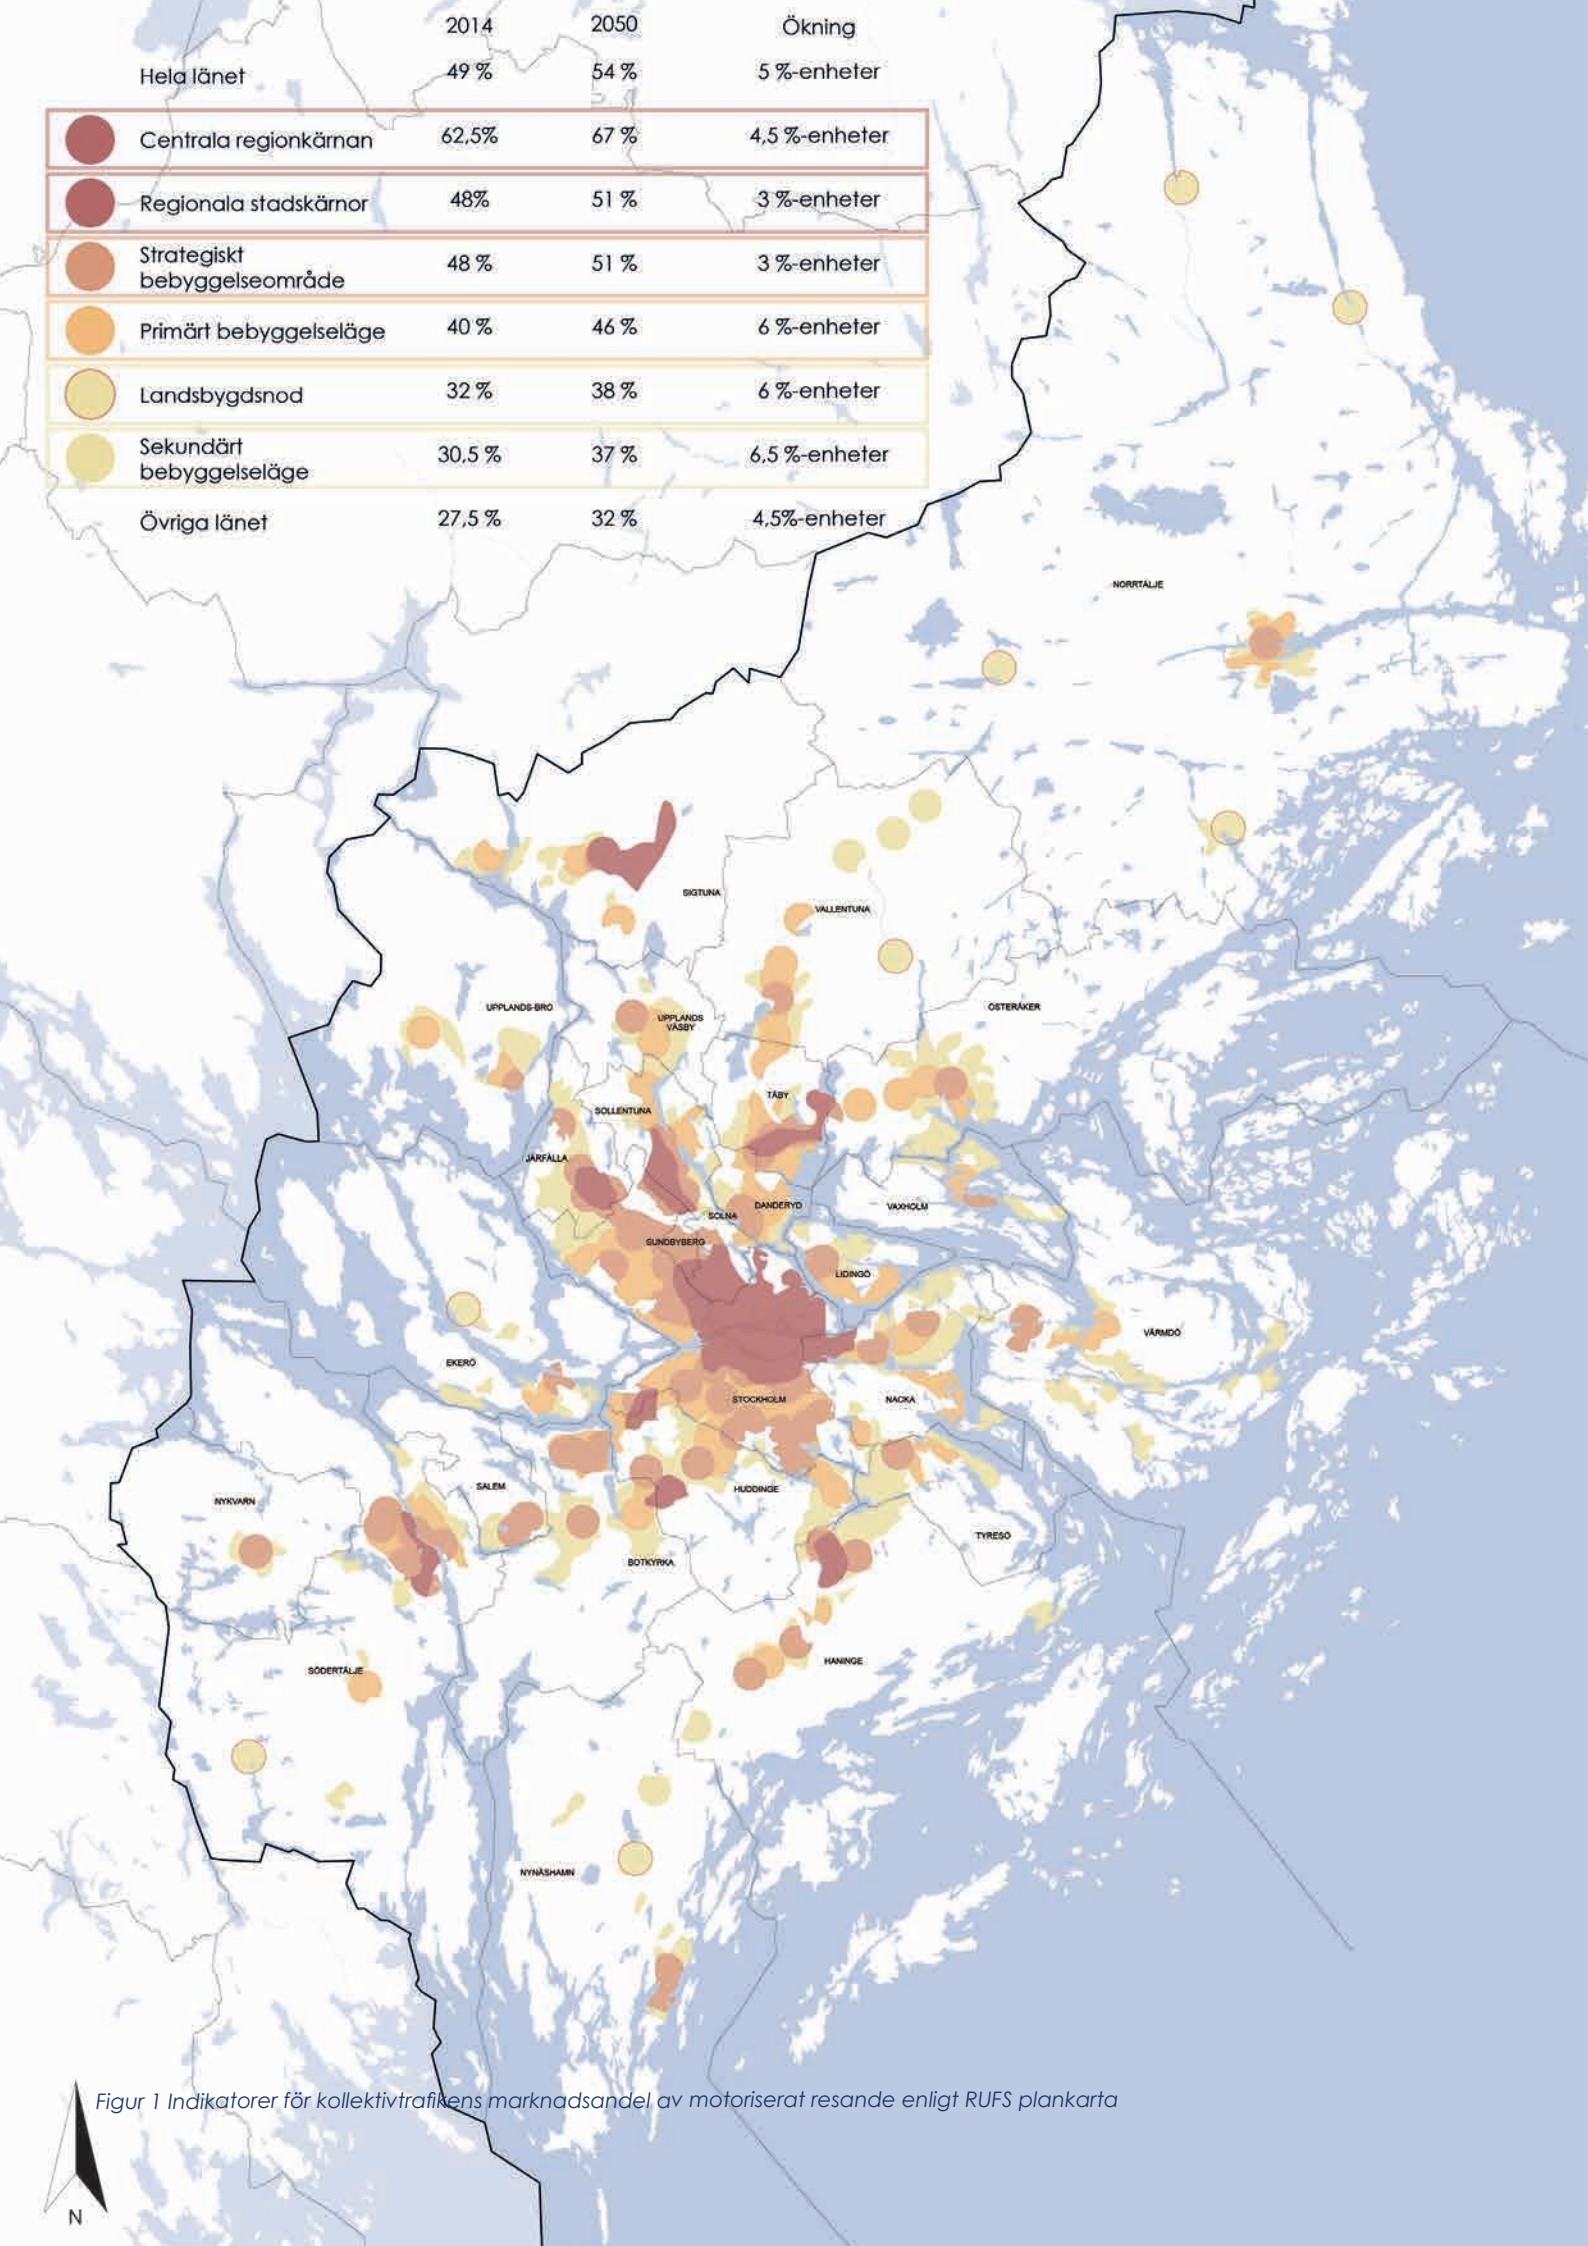 2014 2050 Ökning
Hela länet 49 % 54 % 5 %-enheter
Centrala regionkärnan 62,5% 67 % 4,5 %-enheter
Regionala stadskärnor 48% 51 % 3 %-enheter
Strategiskt
bebyggelseområde 48 % 51 % 3 %-enheter
Primärt bebyggelseläge 40 % 46 % 6 %-enheter
Landsbygdsnod 32 % 38 % 6 %-enheter
Sekundärt
bebyggelseläge 30,5 % 37 % 6,5 %-enheter
Övriga länet 27,5 % 32 % 4,5%-enheter
NORRTÄLJE
SIGTUNA
VALLENTUNA
UPPLANDS-BRO
UPPLANDS
VÄSBY
ÖSTERÅKER
TÄBY
SOLLENTUNA
JÄRFÄLLA
DANDERYD
VAXHOLM
SOLNA
SUNDBYBERG
LIDINGÖ
VÄRMDÖ
EKERÖ
STOCKHOLM
NACKA
SALEM
HUDDINGE
NYKVARN
TYRESÖ
BOTKYRKA
HANINGE
SÖDERTÄLJE
NYNÄSHAMN
Figur 1 Indikatorer för kollektivtrafikens marknadsandel av motoriserat resande enligt RUFS plankarta
N